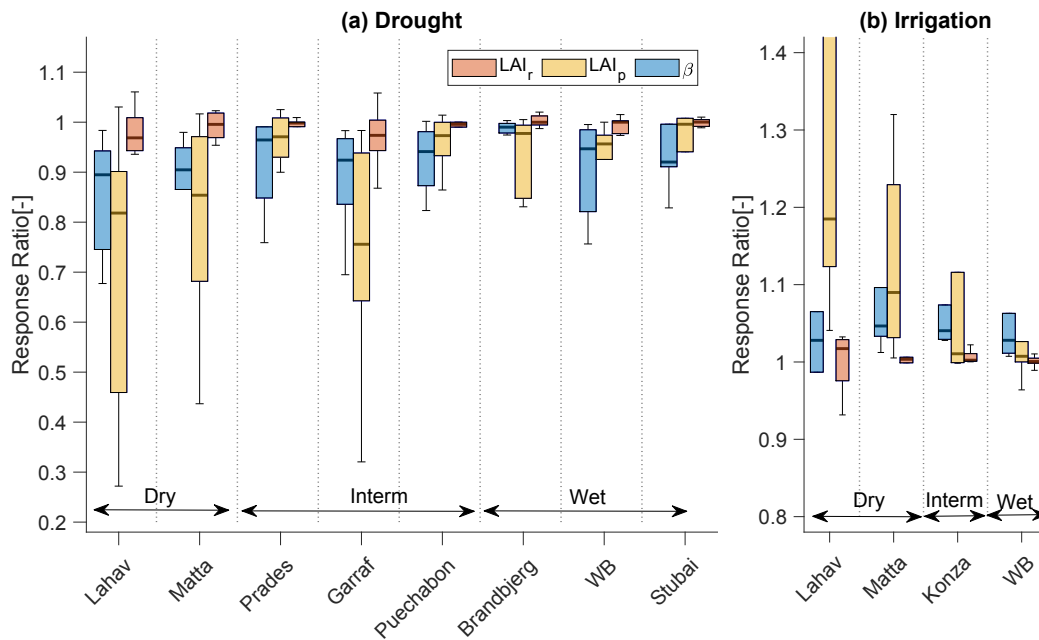 (a) Drought
LAI_r LAI_p β
Response Ratio[-]
1.1
1
0.9
0.8
0.7
0.6
0.5
0.4
0.3
0.2
Dry Interm Wet
Lahav Matta Prades Garraf Puechabon Brandbjerg WB Stubai
(b) Irrigation
Response Ratio[-]
1.4
1.3
1.2
1.1
1
0.9
0.8
Dry Interm Wet
Lahav Matta Konza WB